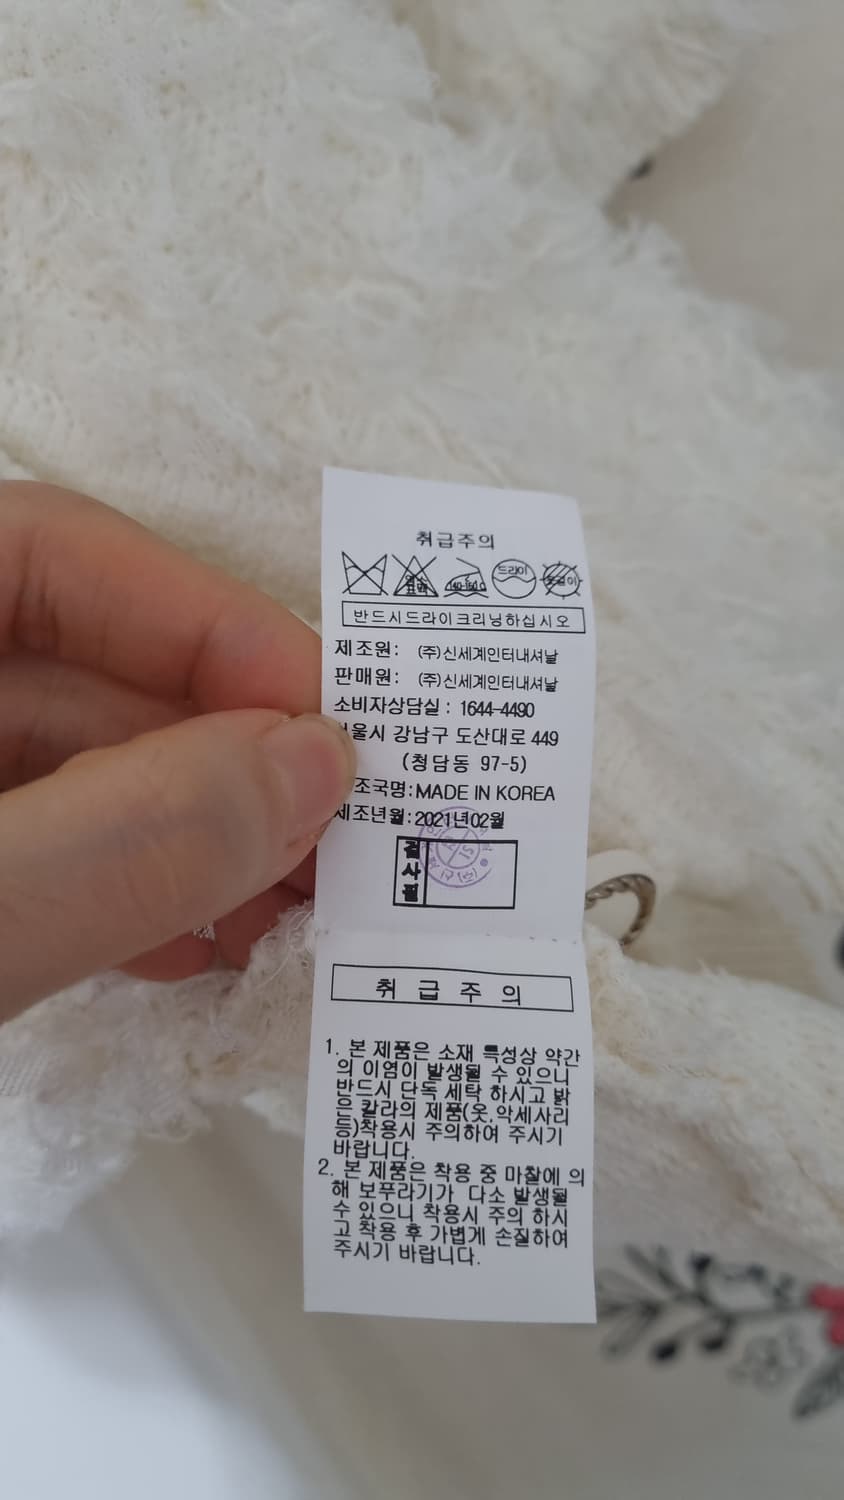 취급주의
염소
표백
140-160℃
드라이
반드시드라이크리닝하십시오
제조원: (주)신세계인터내셔날
판매원: (주)신세계인터내셔날
소비자상담실 : 1644-4490
울시 강남구 도산대로 449
(청담동 97-5)
조국명:MADE IN KOREA
제조년월:2021년02월
검사필
취 급 주 의
1. 본 제품은 소재 특성상 약간
의 이염이 발생될 수 있으니
반드시 단독 세탁 하시고 밝
은 칼라의 제품(옷,악세사리
등)착용시 주의하여 주시기
바랍니다.
2. 본 제품은 착용 중 마찰에 의
해 보푸라기가 다소 발생될
수 있으니 착용시 주의 하시
고 착용 후 가볍게 손질하여
주시기 바랍니다.